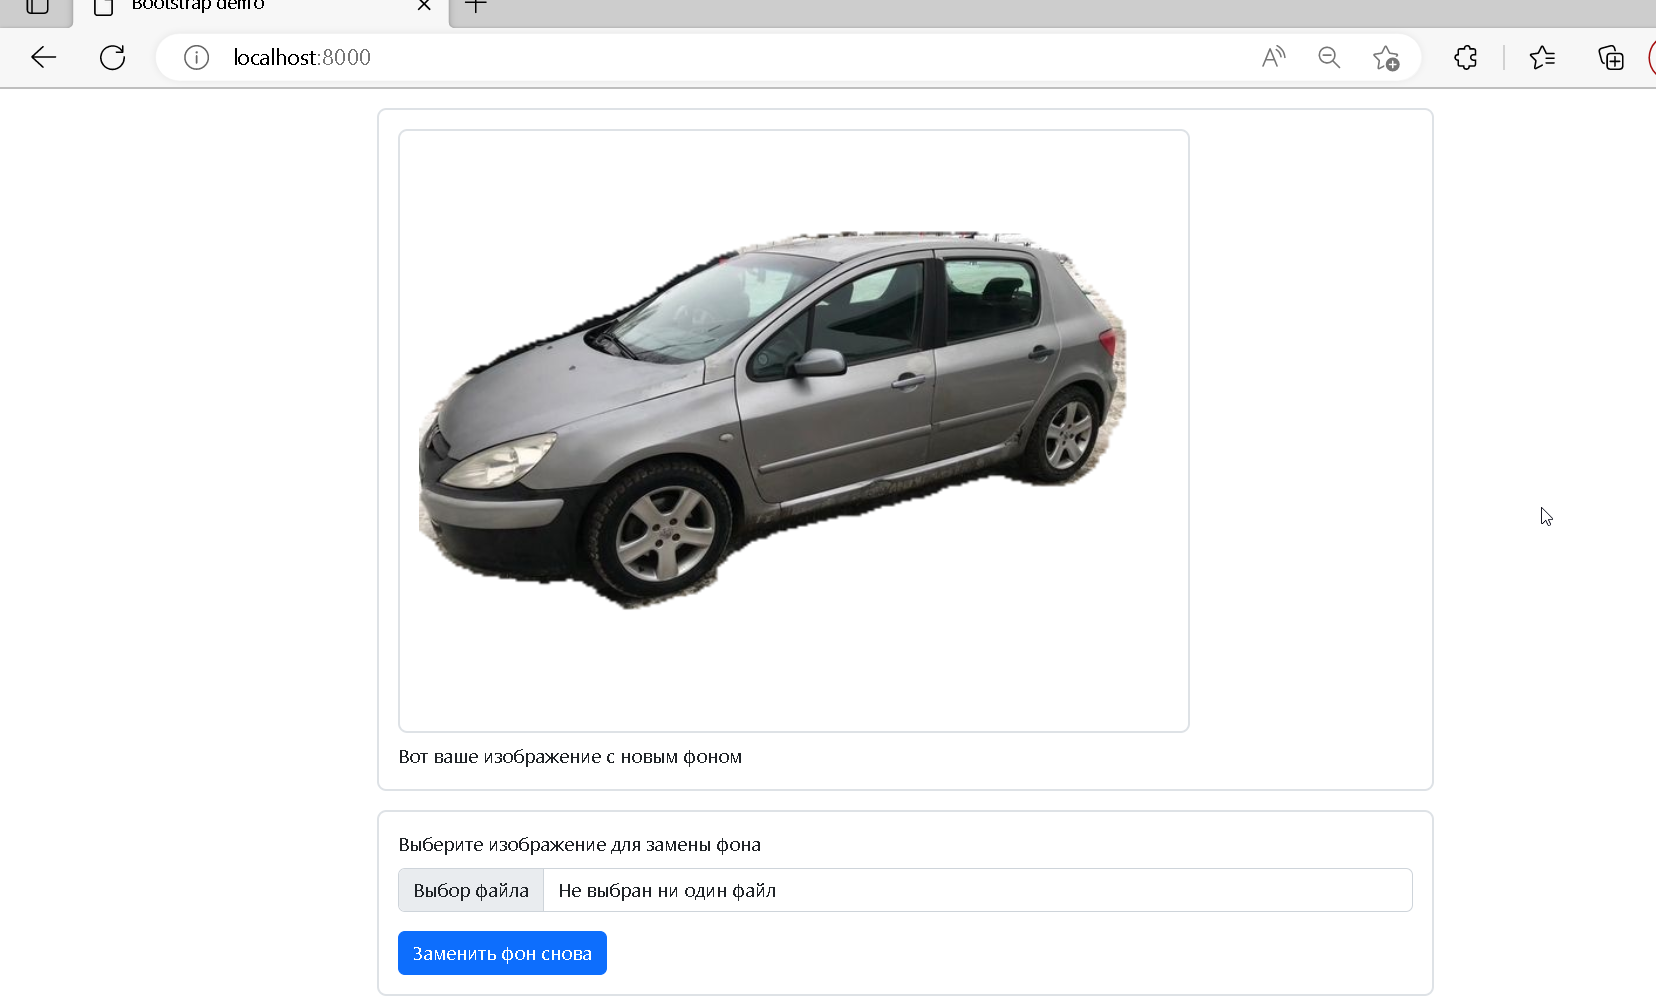 Bootstrap demo
localhost:8000
Вот ваше изображение с новым фоном
Выберите изображение для замены фона
Выбор файла Не выбран ни один файл
Заменить фон снова